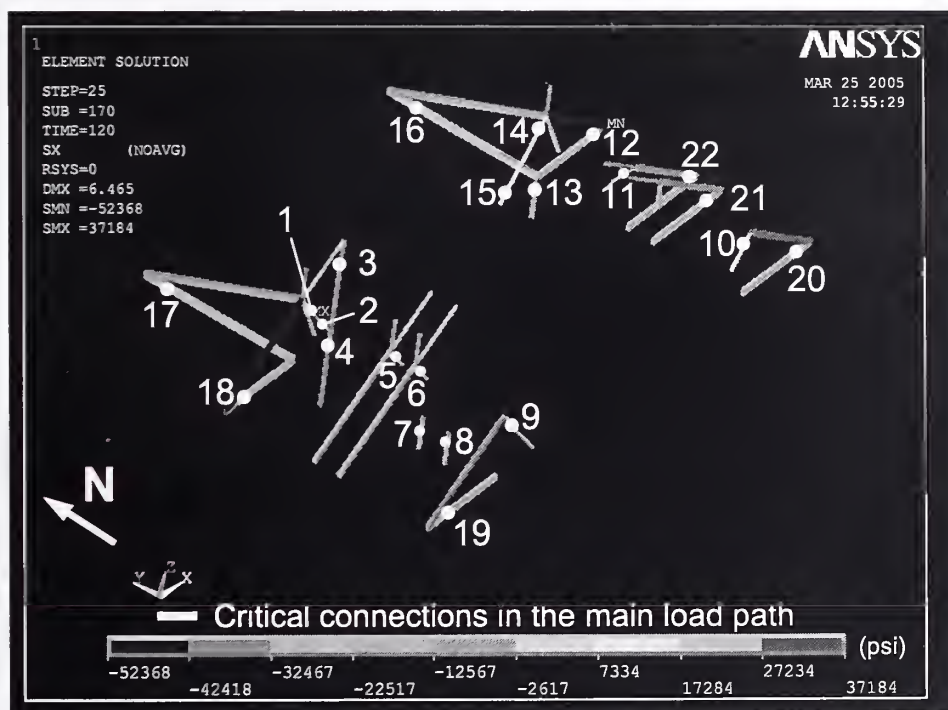 1
ELEMENT SOLUTION
STEP=25
SUB =170
TIME=120
SX (NOAVG)
RSYS=0
DMX =6.465
SMN =-52368
SMX =37184
ANSYS
MAR 25 2005
12:55:29
16
14
MN
12
22
15
13
11
21
10
20
1
3
17
2
4
18
5
6
7
8
9
19
N
Y Z X
Critical connections in the main load path
(psi)
-52368 -32467 -12567 7334 27234
-42418 -22517 -2617 17284 37184